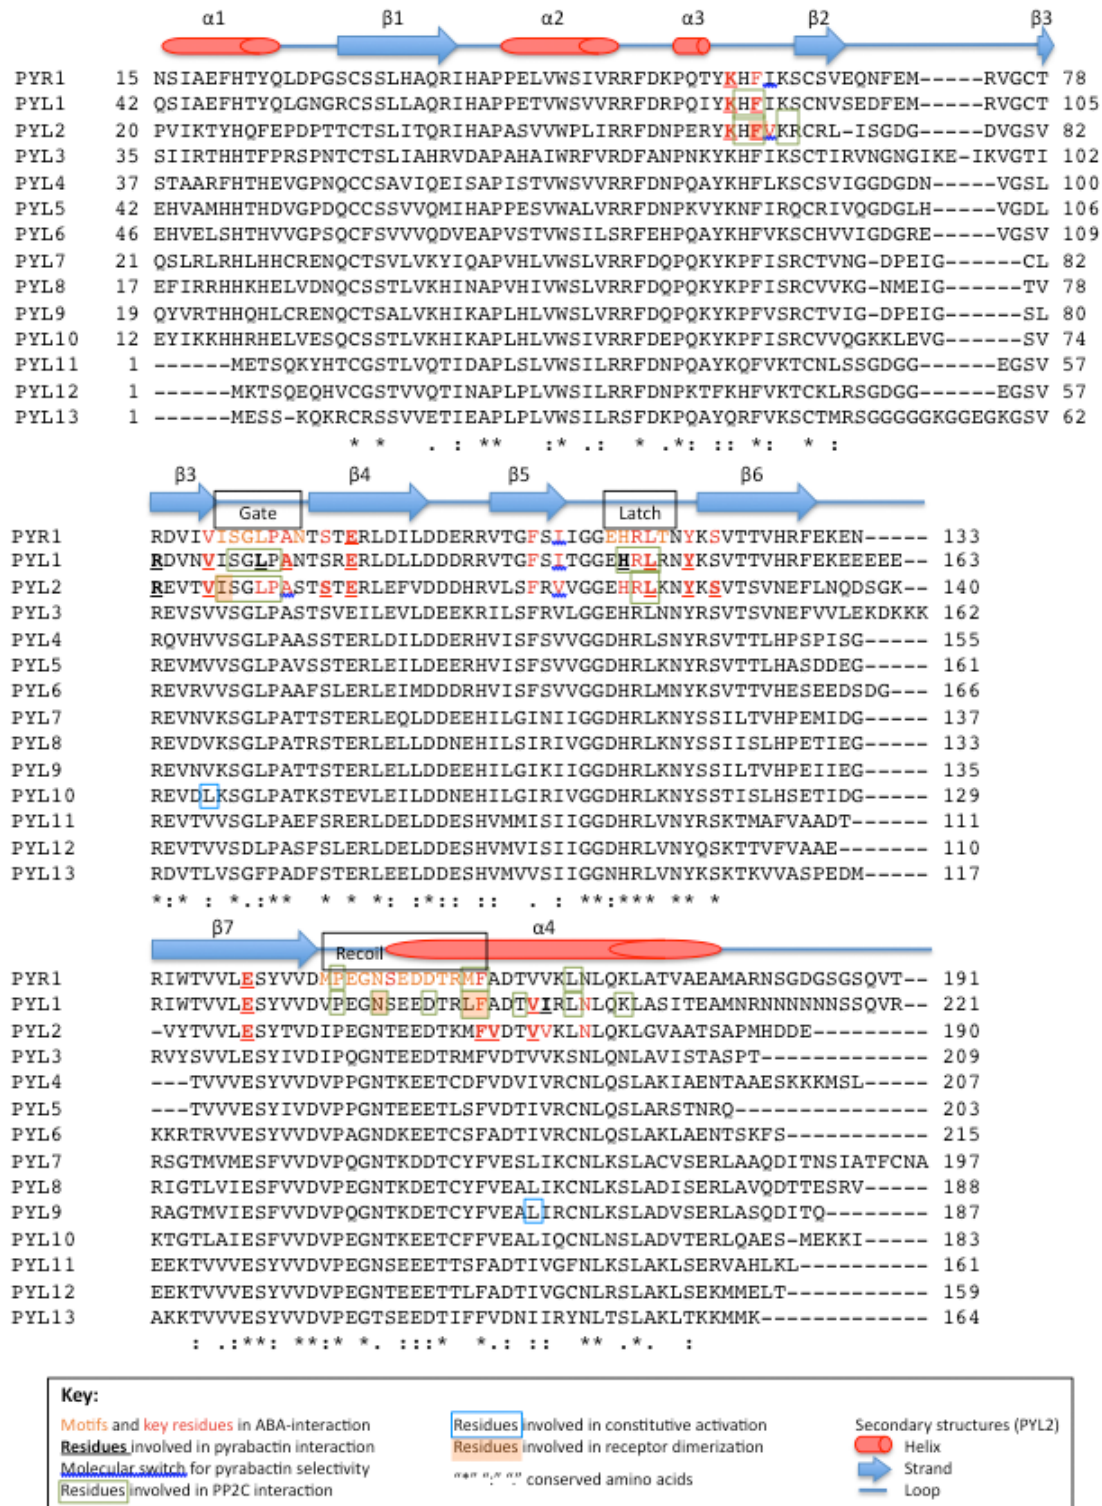 α1 β1 α2 α3 β2 β3
PYR1 15 NSIAEFHTYQLDPGSCSSLHAQRIHAPPELVWSIVRRFDKPQTYKHFIKSCSVEQNFEM-----RVGCT 78
PYL1 42 QSIAEFHTYQLGNGRCSSLLAQRIHAPPETVWSVVRRFDRPQIYKHFIKSCNVSEDFEM-----RVGCT 105
PYL2 20 PVIKTYHQFEPDPTTCTSLITQRIHAPASVVWPLIRRFDNPERYKHFVKRCRL-ISGDG-----DVGSV 82
PYL3 35 SIIRTHHTFPRSPNTCTSLIAHRVDAPAHAIWRFVRDFANPNKYKHFIKSCTIRVNGNGIKE-IKVGTI 102
PYL4 37 STAARFHTHEVGPNQCCSAVIQEISAPISTVWSVVRRFDNPQAYKHFLKSCSVIGGDGDN-----VGSL 100
PYL5 42 EHVAMHHTHDVGPDQCCSSVVQMIHAPPESVWALVRRFDNPKVYKNFIRQCRIVQGDGLH-----VGDL 106
PYL6 46 EHVELSHTHVVGPSQCFSVVVQDVEAPVSTVWSILSRFEHPQAYKHFVKSCHVVIGDGRE-----VGSV 109
PYL7 21 QSLRLRHLHHCRENQCTSVLVKYIQAPVHLVWSLVRRFDQPQKYKPFISRCTVNG-DPEIG------CL 82
PYL8 17 EFIRRHHKHELVDNQCSSTLVKHINAPVHIVWSLVRRFDQPQKYKPFISRCVVKG-NMEIG------TV 78
PYL9 19 QYVRTHHQHLCRENQCTSALVKHIKAPLHLVWSLVRRFDQPQKYKPFVSRCTVIG-DPEIG------SL 80
PYL10 12 EYIKKHHRHELVESQCSSTLVKHIKAPLHLVWSIVRRFDEPQKYKPFISRCVVQGKKLEVG------SV 74
PYL11 1 ------METSQKYHTCGSTLVQTIDAPLSLVWSILRRFDNPQAYKQFVKTCNLSSGDGG------EGSV 57
PYL12 1 ------MKTSQEQHVCGSTVVQTINAPLPLVWSILRRFDNPKTFKHFVKTCKLRSGDGG------EGSV 57
PYL13 1 ------MESS-KQKRCRSSVVETIEAPLPLVWSILRSFDKPQAYQRFVKSCTMRSGGGGGKGGEGKGSV 62
* * . : ** :* .: * .*: :: *: * :
β3 β4 β5 β6
Gate Latch
PYR1 RDVIVISGLPANTSTERLDILDDERRVTGFSIIGGEHRLTNYKSVTTVHRFEKEN----- 133
PYL1 RDVNVISGLPANTSRERLDLLDDDRRVTGFSITGGEHRLRNYKSVTTVHRFEKEEEEEE 163
PYL2 REVTVISGLPASTSTERLEFVDDDHRVLSFRVVGGEHRLKNYKSVTSVNEFLNQDSGK-- 140
PYL3 REVSVVSGLPASTSVEILEVLDEEKRILSFRVLGGEHRLNNYRSVTSVNEFVVLEKDKKK 162
PYL4 RQVHVVSGLPAASSTERLEILDDERHVISFSVVGGDHRLKNYRSVTTLHPSPISG----- 155
PYL5 REVMVVSGLPAVSSTERLEILDEERHVISFSVVGGDHRLKNYRSVTTLHASDDEG----- 161
PYL6 REVRVVSGLPAAFSLERLEIMDDDRHVISFSVVGGDHRLMNYKSVTTVHESEEDSDG--- 166
PYL7 REVNVKSGLPATTSTERLEQLDDEEHILGINIIGGDHRLKNYSSILTVHPEMIDG----- 137
PYL8 REVDVKSGLPATRSTERLELLDDNEHILSIRIVGGDHRLKNYSSIISLHPETIEG----- 133
PYL9 REVNVKSGLPATTSTERLELLDDEEHILGIKIIGGDHRLKNYSSILTVHPEIIEG----- 135
PYL10 REVDLKSGLPATKSTEVLEILDDNEHILGIRIVGGDHRLKNYSSTISLHSETIDG----- 129
PYL11 REVTVVSGLPAEFSRERLDELDDESHVMMISIIGGDHRLVNYRSKTMAFVAADT------ 111
PYL12 REVTVVSDLPASFSLERLDELDDESHVMVISIIGGDHRLVNYQSKTTVFVAAE------- 110
PYL13 RDVTLVSGFPADFSTERLEELDDESHVMVVSIIGGNHRLVNYKSKTKVVASPEDM----- 117
*:* : *.:** * * *: :*:: :: . : **:*** ** *
β7 α4
Recoil
PYR1 RIWTVVLESYVVDMPEGNSEDDTRMFADTVVKLNLQKLATVAEAMARNSGDGSGSQVT-- 191
PYL1 RIWTVVLESYVVDVPEGNSEEDTRLFADTVIRLNLQKLASITEAMNRNNNNNNSSQVR-- 221
PYL2 -VYTVVLESYTVDIPEGNTEEDTKMFVDTVVKLNLQKLGVAATSAPMHDDE--------- 190
PYL3 RVYSVVLESYIVDIPQGNTEEDTRMFVDTVVKSNLQNLAVISTASPT------------- 209
PYL4 ---TVVVESYVVDVPPGNTKEETCDFVDVIVRCNLQSLAKIAENTAAESKKKMSL----- 207
PYL5 ---TVVVESYIVDVPPGNTEEETLSFVDTIVRCNLQSLARSTNRQ--------------- 203
PYL6 KKRTRVVESYVVDVPAGNDKEETCSFADTIVRCNLQSLAKLAENTSKFS----------- 215
PYL7 RSGTMVMESFVVDVPQGNTKDDTCYFVESLIKCNLKSLACVSERLAAQDITNSIATFCNA 197
PYL8 RIGTLVIESFVVDVPEGNTKDETCYFVEALIKCNLKSLADISERLAVQDTTESRV----- 188
PYL9 RAGTMVIESFVVDVPQGNTKDETCYFVEALIRCNLKSLADVSERLASQDITQ-------- 187
PYL10 KTGTLAIESFVVDVPEGNTKEETCFFVEALIQCNLNSLADVTERLQAES-MEKKI----- 183
PYL11 EEKTVVVESYVVDVPEGNSEEETTSFADTIVGFNLKSLAKLSERVAHLKL---------- 161
PYL12 EEKTVVVESYVVDVPEGNTEEETTLFADTIVGCNLRSLAKLSEKMMELT----------- 159
PYL13 AKKTVVVESYVVDVPEGTSEEDTIFFVDNIIRYNLTSLAKLTKKMMK------------- 164
: .:**: **:* *. ::* *.: :: ** .*. :
Key:
Motifs and key residues in ABA-interaction
Residues involved in pyrabactin interaction
Molecular switch for pyrabactin selectivity
Residues involved in PP2C interaction
Residues involved in constitutive activation
Residues involved in receptor dimerization
"*" ":" "." conserved amino acids
Secondary structures (PYL2)
Helix
Strand
Loop